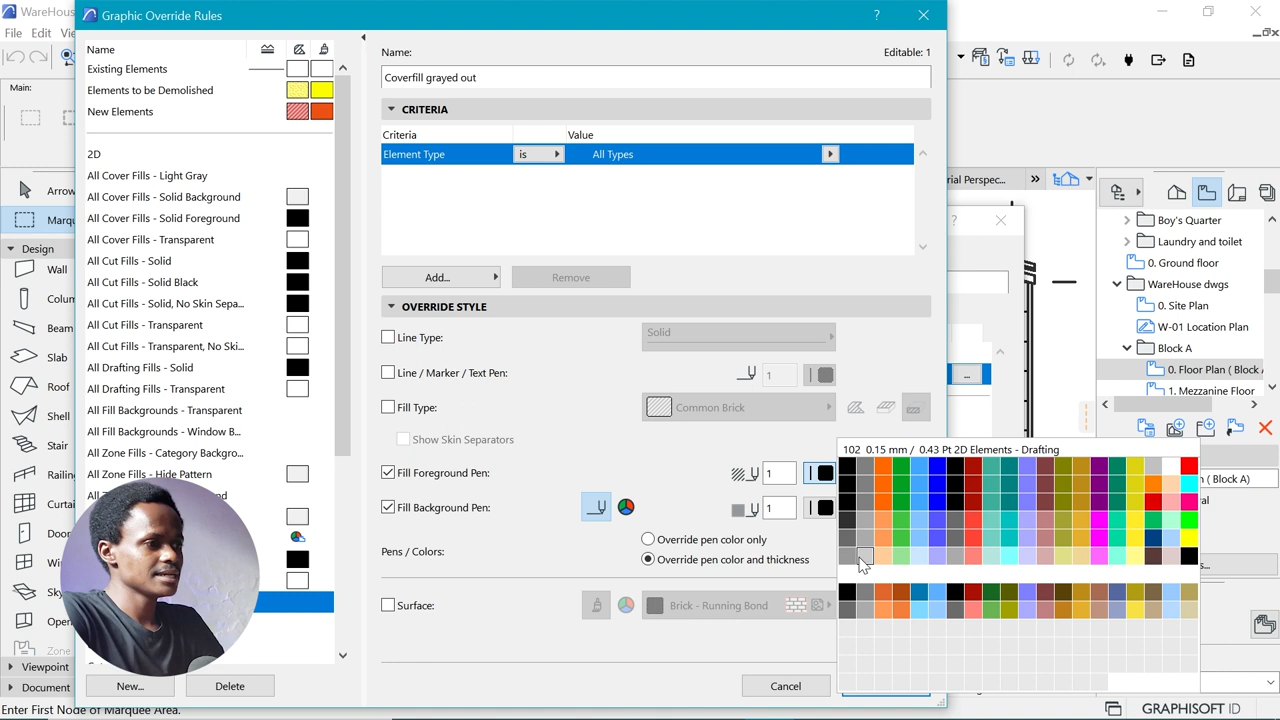 WareHous
Graphic Override Rules
?
File Edit Vie
Main:
Name
Existing Elements
Elements to be Demolished
New Elements
2D
All Cover Fills - Light Gray
All Cover Fills - Solid Background
All Cover Fills - Solid Foreground
All Cover Fills - Transparent
All Cut Fills - Solid
All Cut Fills - Solid Black
All Cut Fills - Solid, No Skin Sepa...
All Cut Fills - Transparent
All Cut Fills - Transparent, No Ski...
All Drafting Fills - Solid
All Drafting Fills - Transparent
All Fill Backgrounds - Transparent
All Fill Backgrounds - Window B...
All Zone Fills - Category Backgro...
All Zone Fills - Hide Pattern
New...
Delete
Name:
Editable: 1
Coverfill grayed out
CRITERIA
Criteria
Value
Element Type
is
All Types
Add...
Remove
OVERRIDE STYLE
Line Type:
Solid
Line / Marker / Text Pen:
1
Fill Type:
Common Brick
Show Skin Separators
Fill Foreground Pen:
1
Fill Background Pen:
1
Pens / Colors:
Override pen color only
Override pen color and thickness
Surface:
Brick - Running Bond
Cancel
102 0.15 mm / 0.43 Pt 2D Elements - Drafting
Arrow
Marque
Design
Wall
Colum
Beam
Slab
Roof
Shell
Stair
Railin
Curta
Doo
Wi
Sky
Open
Zone
Viewpoint
Document
Enter First Node of Marquee Area.
rial Perspec...
?
...
Boy's Quarter
Laundry and toilet
0. Ground floor
WareHouse dwgs
0. Site Plan
W-01 Location Plan
Block A
0. Floor Plan ( Block A
1. Mezzanine Floor
( Block A)
GRAPHISOFT ID